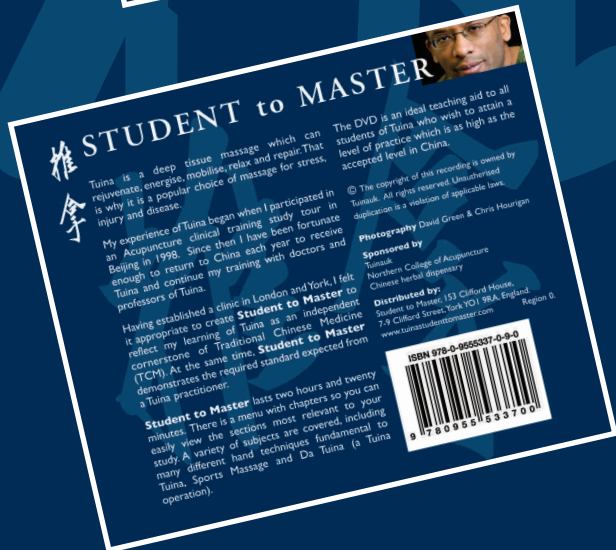 推
拿
STUDENT to MASTER
Tuina is a deep tissue massage which can
rejuvenate, energise, mobilise, relax and repair. That
is why it is a popular choice of massage for stress,
injury and disease.
My experience of Tuina began when I participated in
an Acupuncture clinical training study tour in
Beijing in 1998. Since then I have been fortunate
enough to return to China each year to receive
Tuina and continue my training with doctors and
professors of Tuina.
Having established a clinic in London and York, I felt
it appropriate to create Student to Master to
reflect my learning of Tuina as an independent
cornerstone of Traditional Chinese Medicine
(TCM). At the same time, Student to Master
demonstrates the required standard expected from
a Tuina practitioner.
Student to Master lasts two hours and twenty
minutes. There is a menu with chapters so you can
easily view the sections most relevant to your
study. A variety of subjects are covered, including
many different hand techniques fundamental to
Tuina, Sports Massage and Da Tuina (a Tuina
operation).
The DVD is an ideal teaching aid to all
students of Tuina who wish to attain a
level of practice which is as high as the
accepted level in China.
© The copyright of this recording is owned by
Tuinauk. All rights reserved. Unautherised
duplication is a violation of applicable laws.
Photography David Green & Chris Hourigan
Sponsored by
Tuinauk
Northern College of Acupuncture
Chinese herbal dispensary
Distributed by:
Student to Master, 153 Clifford House,
7-9 Clifford Street, York YO1 9RA, England.
www.tuinastudenttomaster.com Region 0.
ISBN 978-0-9555337-0-9-0
9 780955 533700